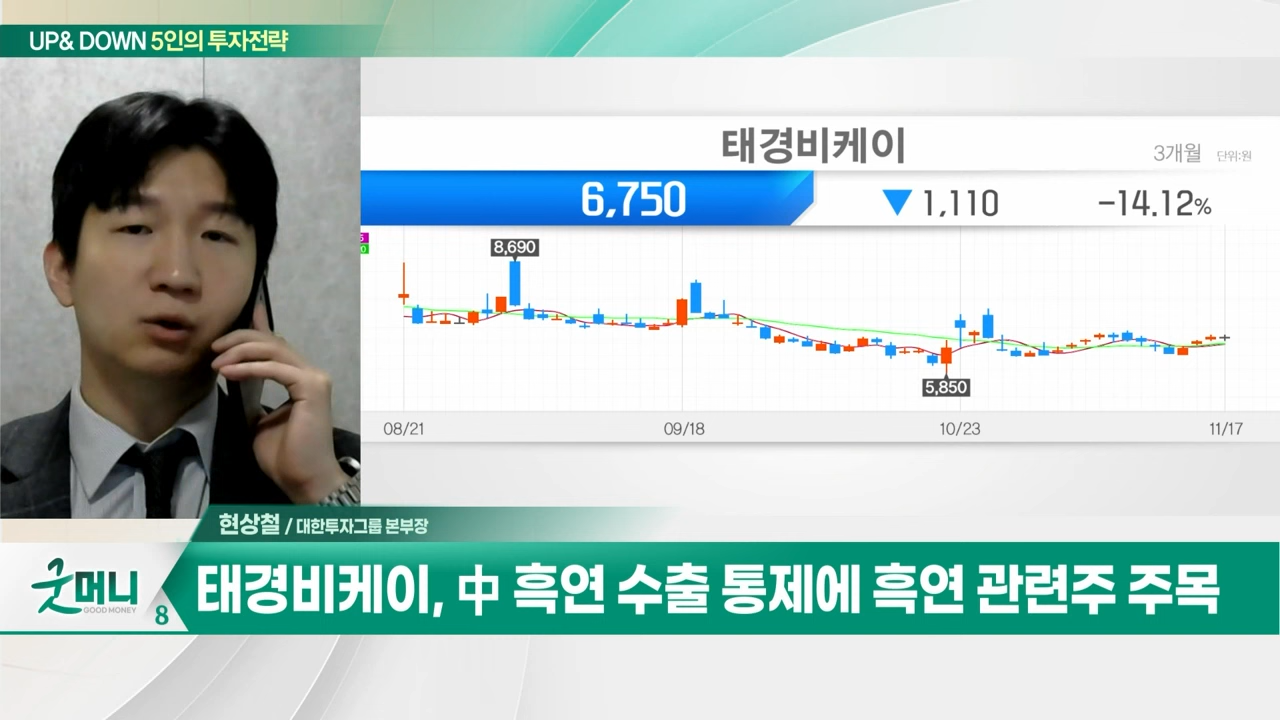 UP& DOWN 5인의 투자전략
태경비케이
3개월 단위:원
6,750 ▼ 1,110 -14.12%
8,690
5,850
08/21 09/18 10/23 11/17
현상철 / 대한투자그룹 본부장
굿머니
GOOD MONEY
8
태경비케이, 中 흑연 수출 통제에 흑연 관련주 주목